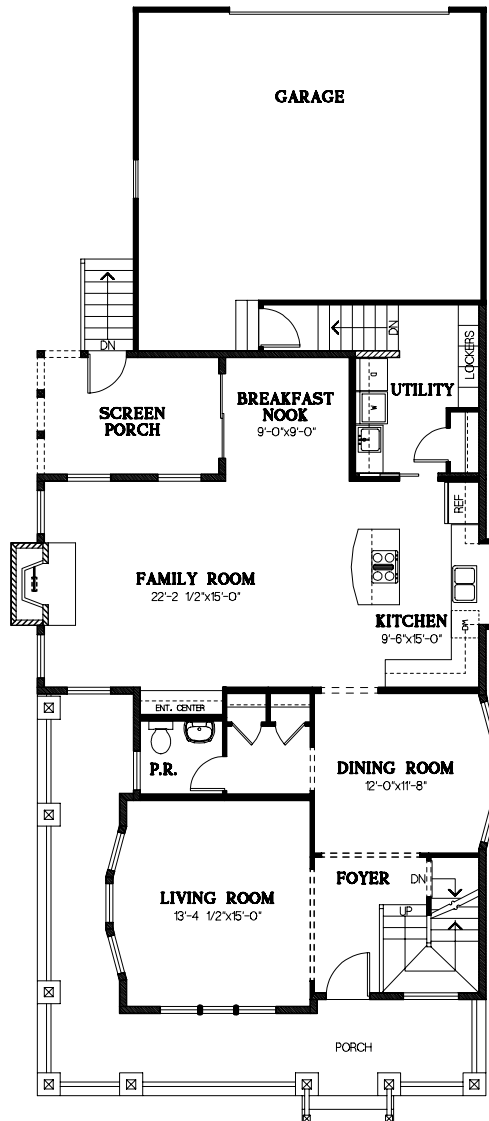 GARAGE
DN
DN
LOCKERS
UTILITY
D
W
SCREEN
PORCH
BREAKFAST
NOOK
9'-0"x9'-0"
REF.
FAMILY ROOM
22'-2 1/2"x15'-0"
KITCHEN
9'-6"x15'-0"
DW
ENT. CENTER
P.R.
DINING ROOM
12'-0"x11'-8"
FOYER
DN
UP
LIVING ROOM
13'-4 1/2"x15'-0"
PORCH